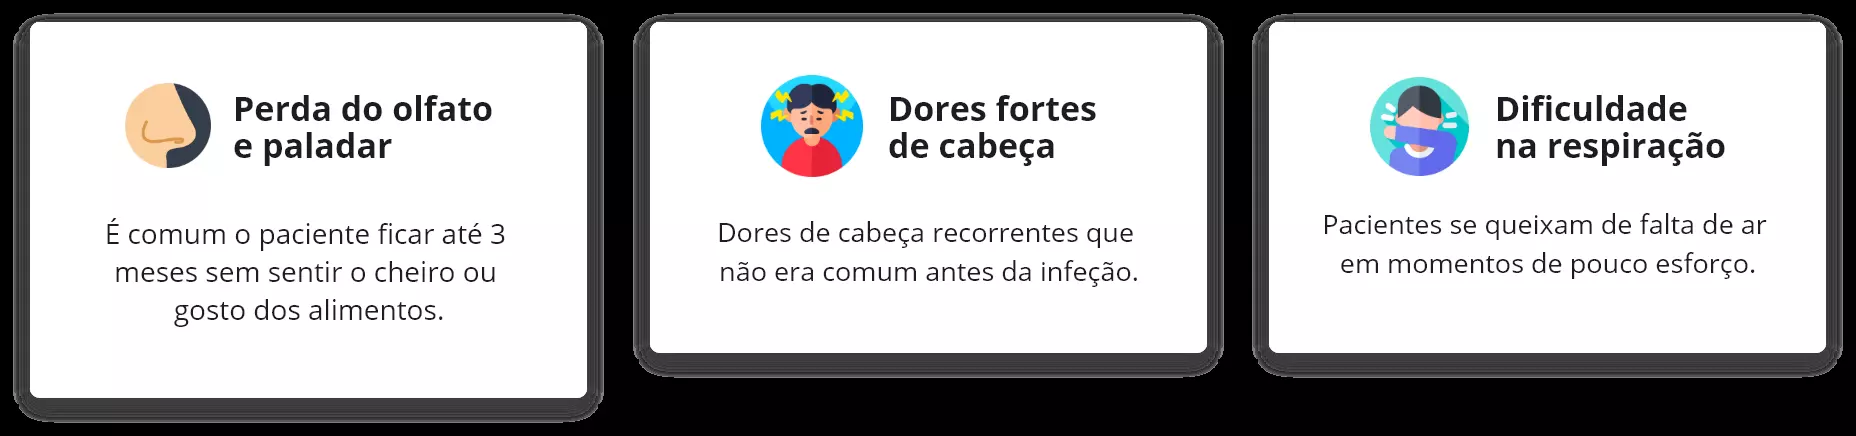 Perda do olfato
e paladar
É comum o paciente ficar até 3
meses sem sentir o cheiro ou
gosto dos alimentos.
Dores fortes
de cabeça
Dores de cabeça recorrentes que
não era comum antes da infeção.
Dificuldade
na respiração
Pacientes se queixam de falta de ar
em momentos de pouco esforço.